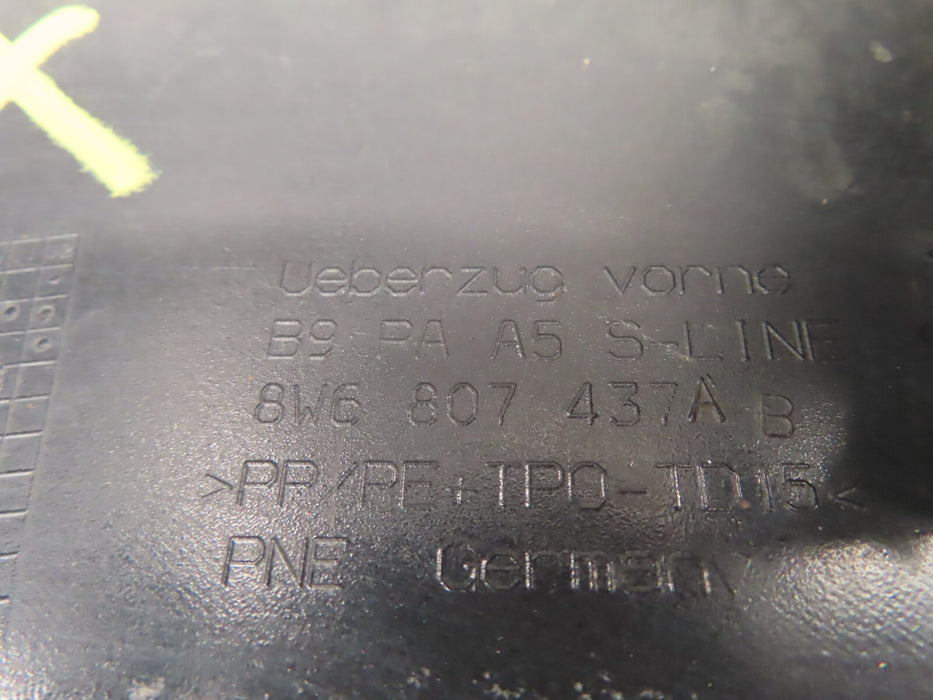 Ueberzug vorne
B9 PA A5 S-LINE
8W6 807 437A B
>PP/PE+TPO-TD15<
PNE Germany